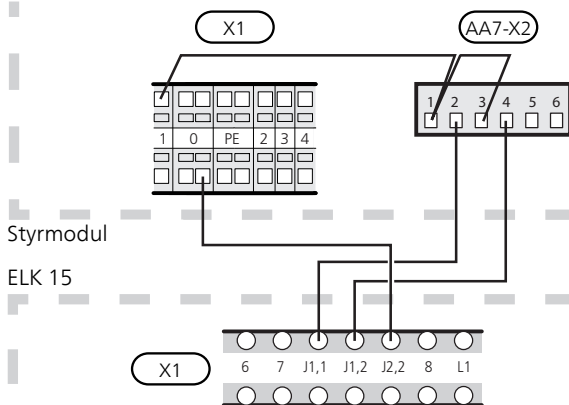 X1 AA7-X2
1 2 3 4 5 6
1 0 PE 2 3 4
Styrmodul
ELK 15
X1 6 7 J1,1 J1,2 J2,2 8 L1